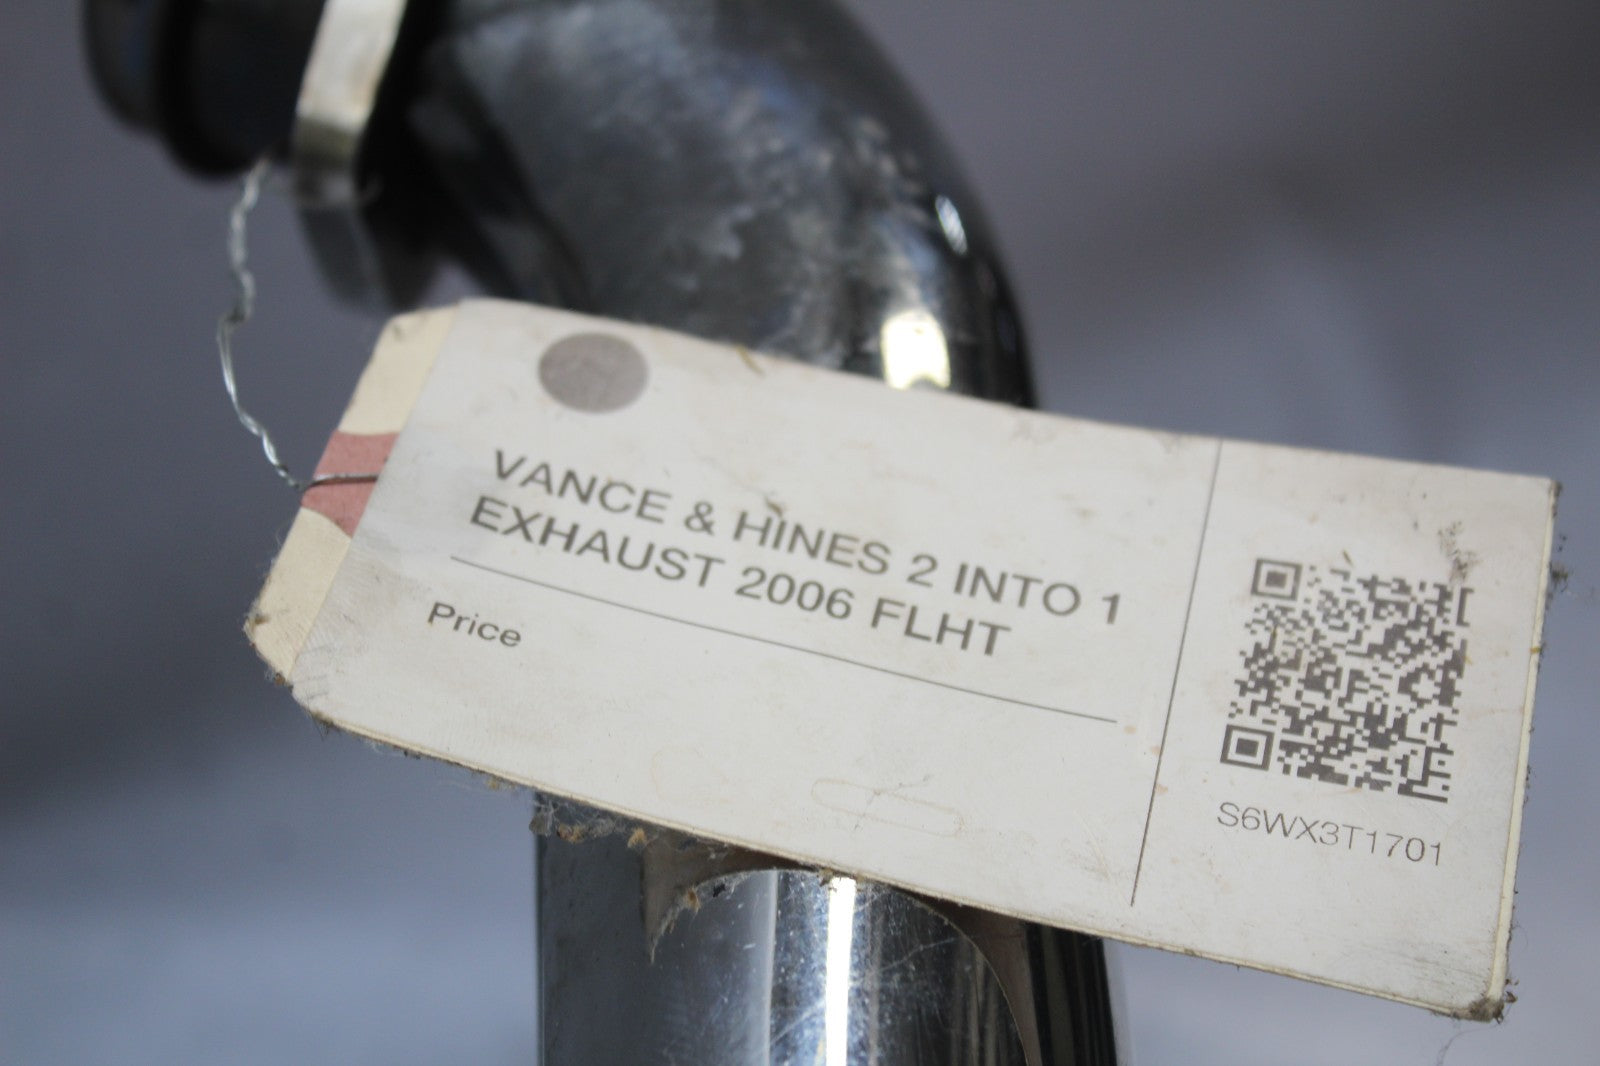 VANCE & HINES 2 INTO 1
EXHAUST 2006 FLHT
Price
S6WX3T1701